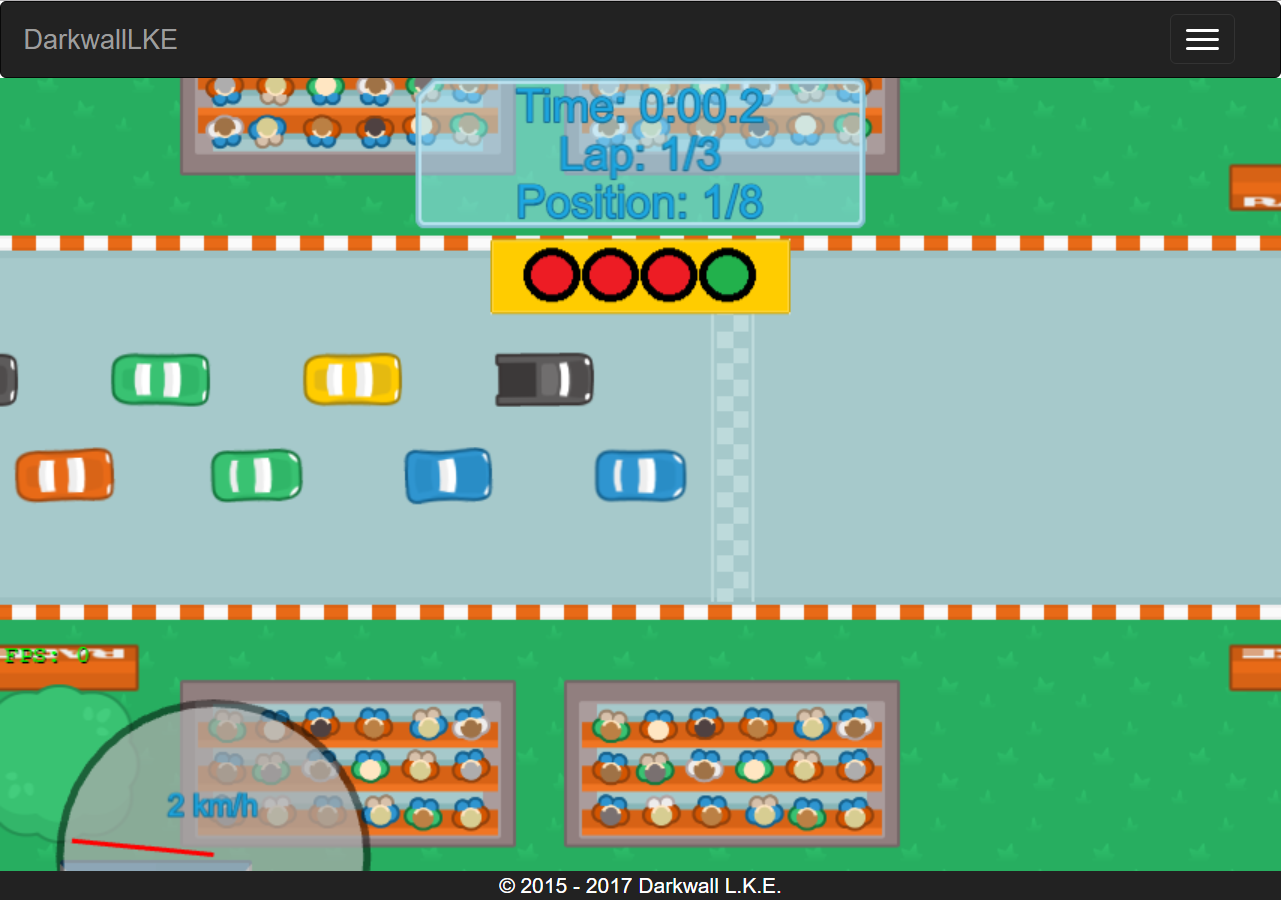 DarkwallLKE
Time: 0:00.2
Lap: 1/3
Position: 1/8
FPS: 0
2 km/h
© 2015 - 2017 Darkwall L.K.E.